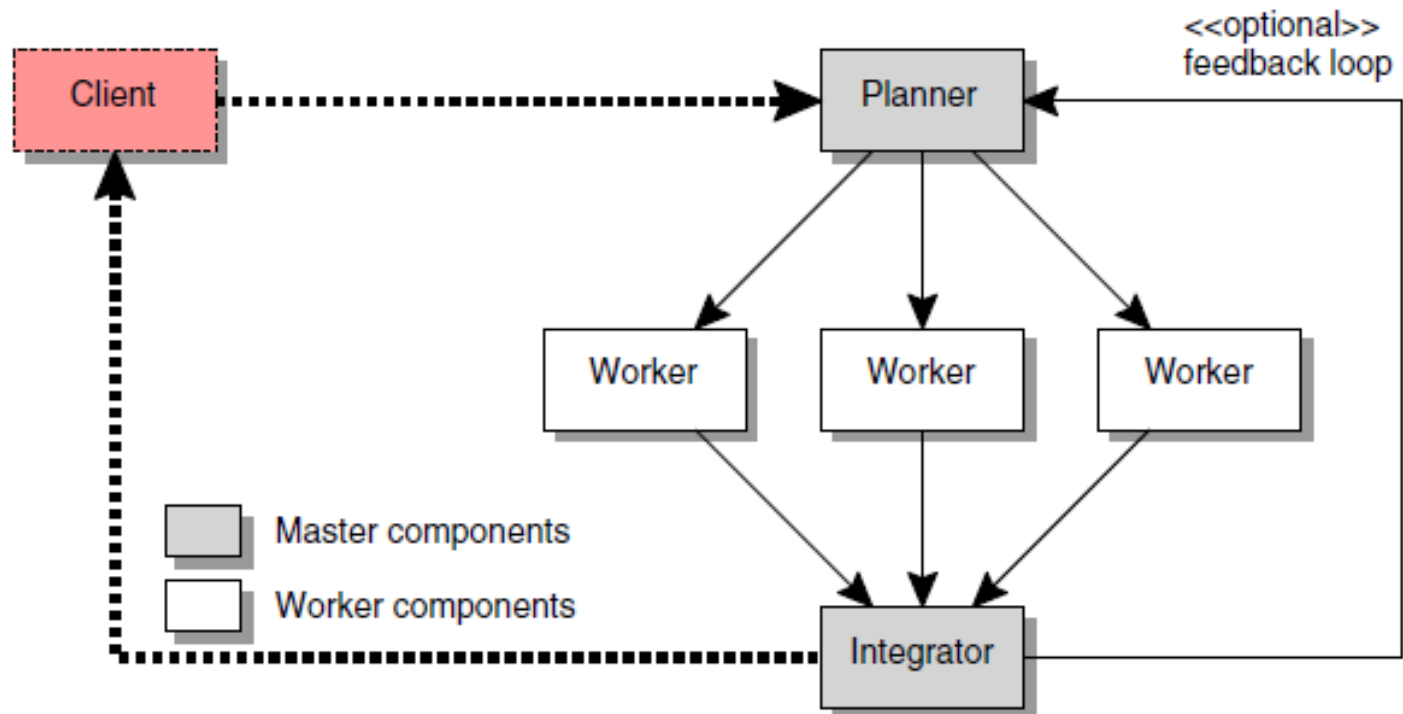 <<optional>>
feedback loop
Client
Planner
Worker
Worker
Worker
Master components
Worker components
Integrator